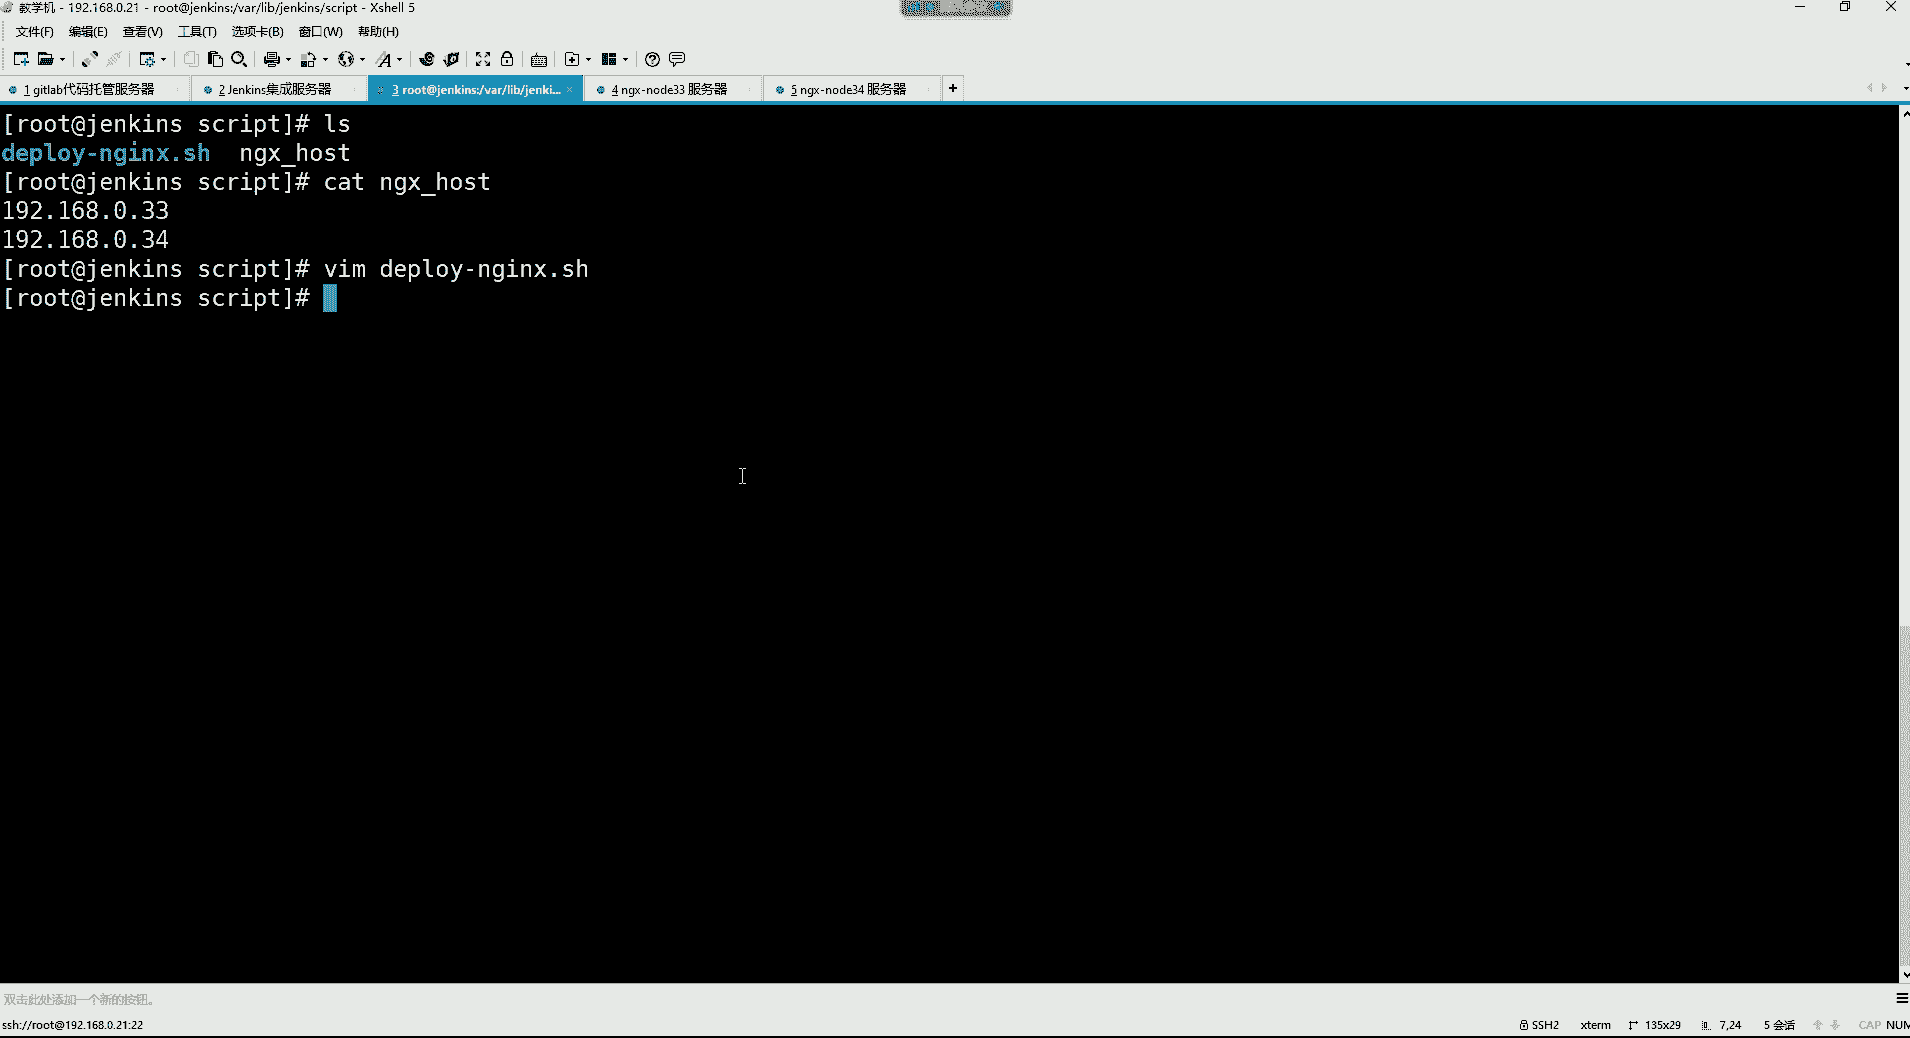 教学机 - 192.168.0.21 - root@jenkins:/var/lib/jenkins/script - Xshell 5
文件(F) 编辑(E) 查看(V) 工具(T) 选项卡(B) 窗口(W) 帮助(H)
1 gitlab代码托管服务器 2 Jenkins集成服务器 3 root@jenkins:/var/lib/jenki... 4 ngx-node33 服务器 5 ngx-node34 服务器
[root@jenkins script]# ls
deploy-nginx.sh ngx_host
[root@jenkins script]# cat ngx_host
192.168.0.33
192.168.0.34
[root@jenkins script]# vim deploy-nginx.sh
[root@jenkins script]#
双击此处添加一个新的按钮。
ssh://root@192.168.0.21:22 SSH2 xterm 135x29 7,24 5 会话 CAP NUM